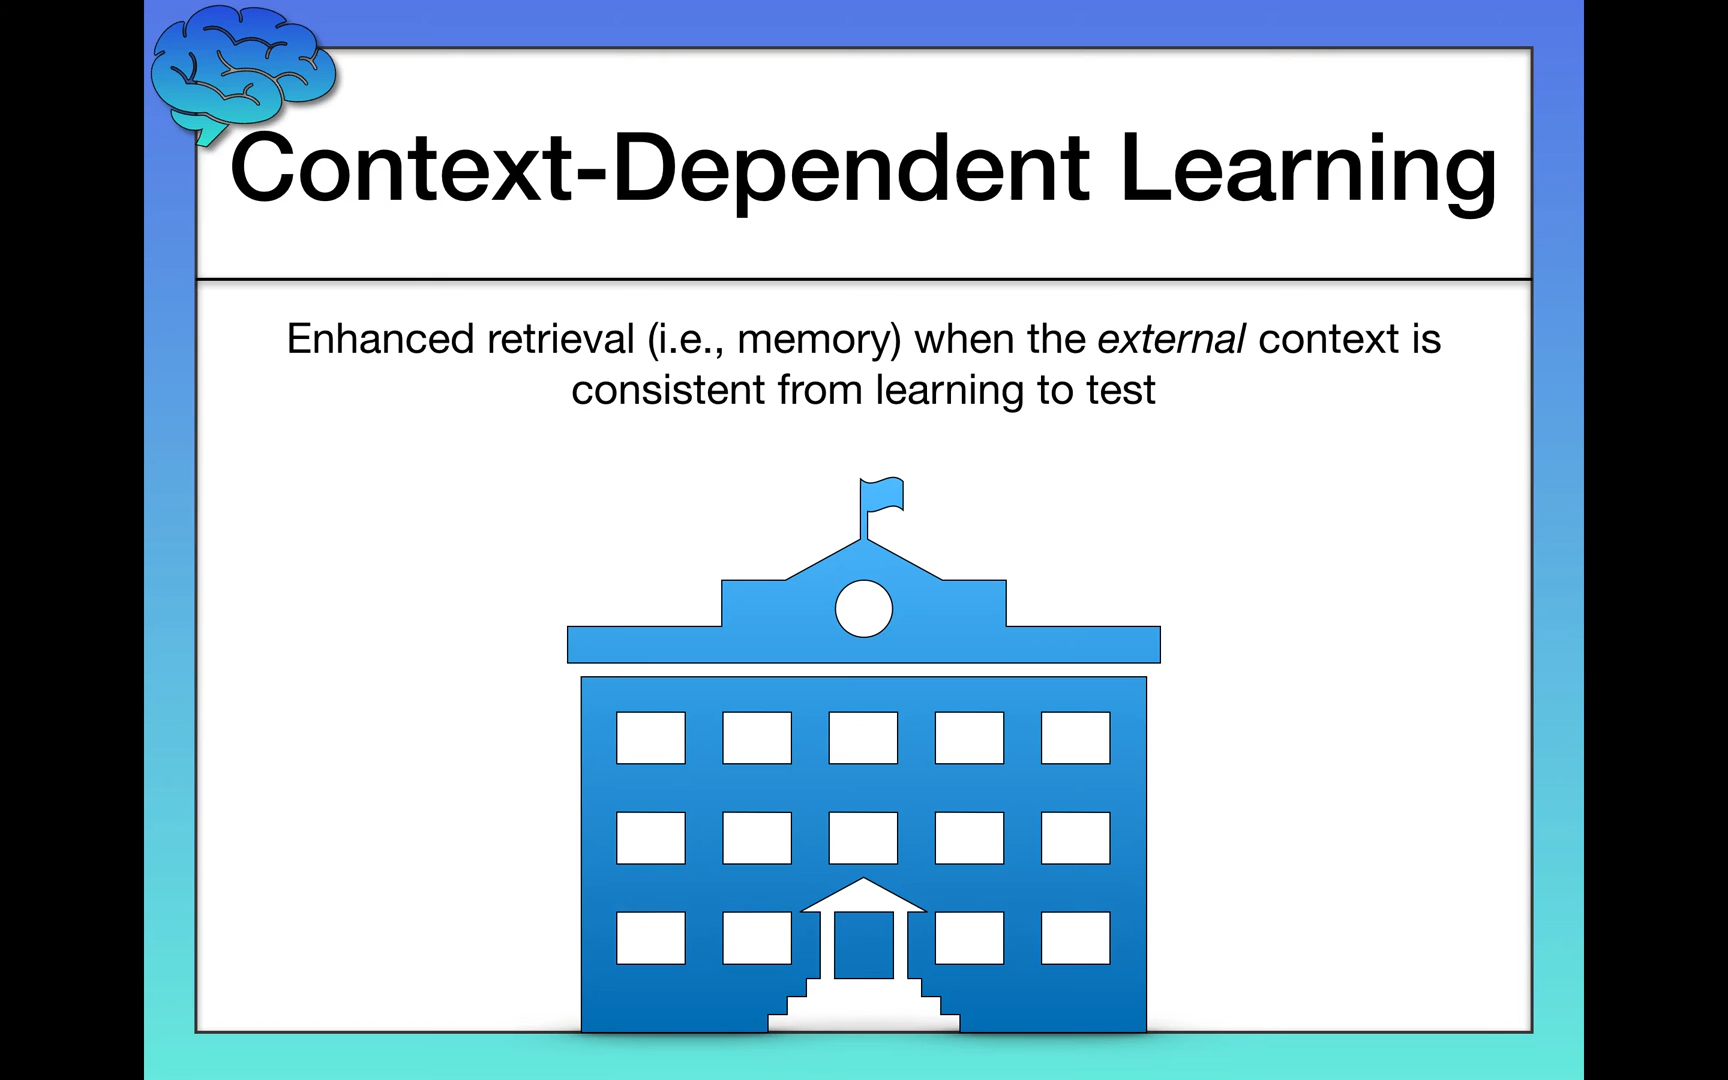 Context-Dependent Learning
Enhanced retrieval (i.e., memory) when the external context is
consistent from learning to test